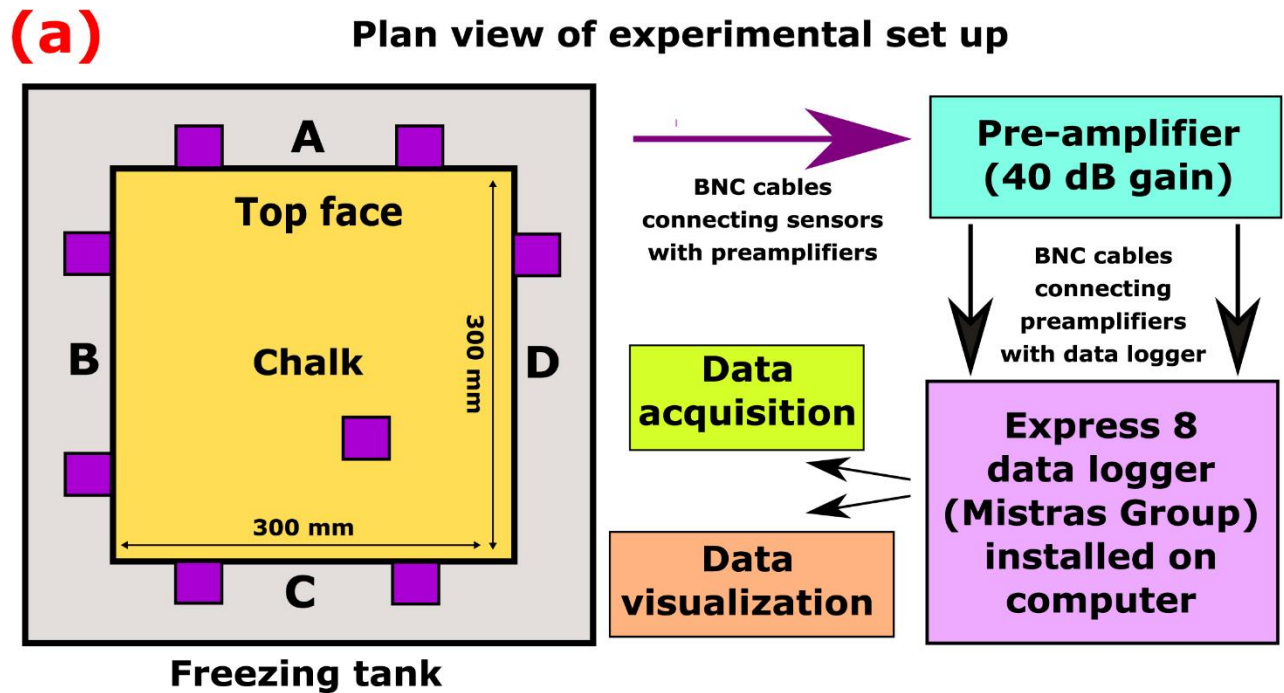 (a)
Plan view of experimental set up
A
Top face
B
Chalk
D
300 mm
300 mm
C
Freezing tank
BNC cables
connecting sensors
with preamplifiers
Pre-amplifier
(40 dB gain)
BNC cables
connecting
preamplifiers
with data logger
Data
acquisition
Data
visualization
Express 8
data logger
(Mistras Group)
installed on
computer